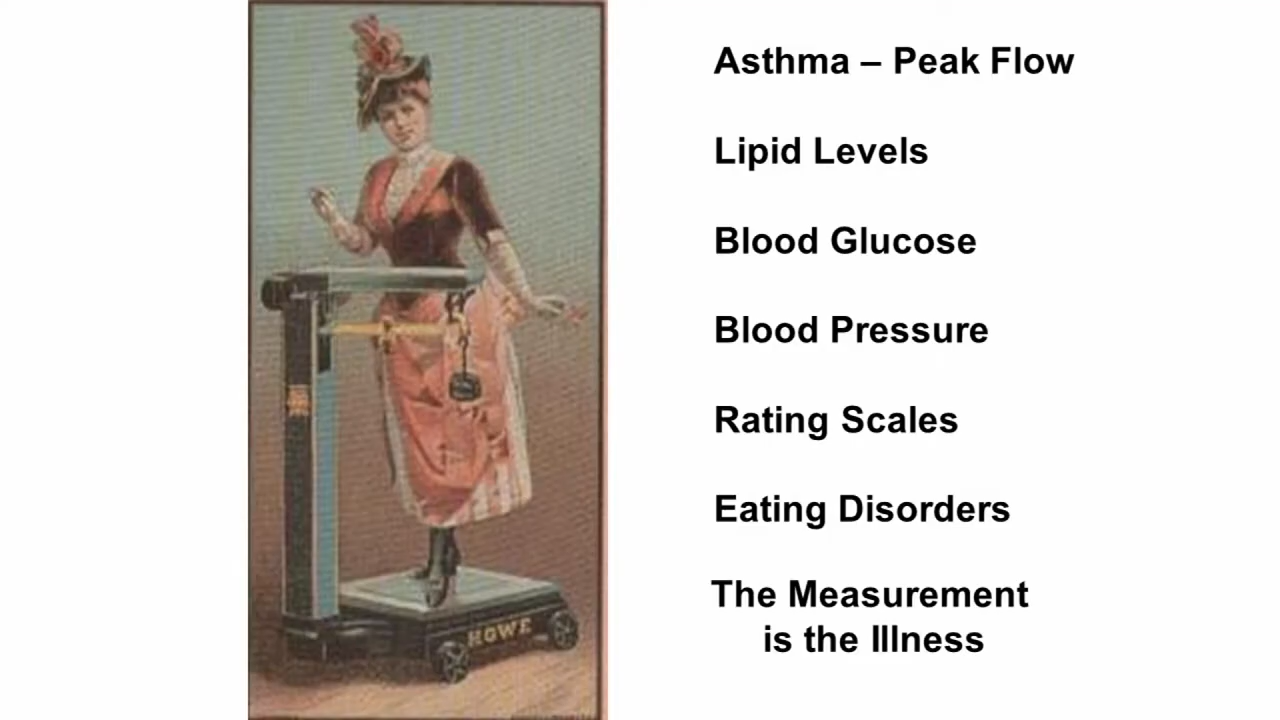 Asthma – Peak Flow
Lipid Levels
Blood Glucose
Blood Pressure
Rating Scales
Eating Disorders
The Measurement
is the Illness
HOWE